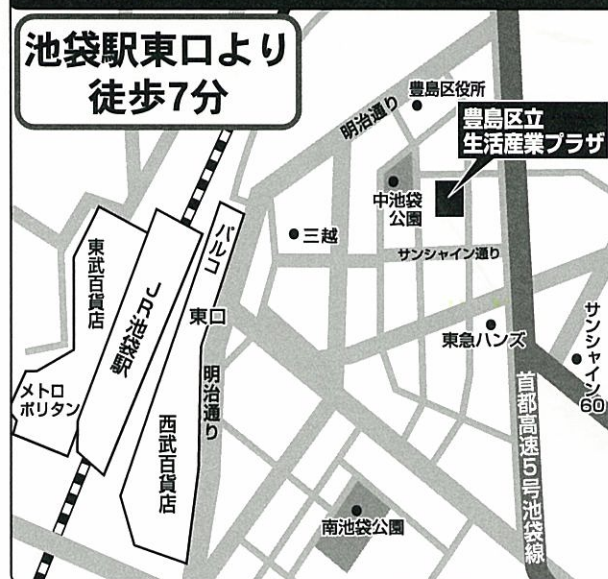 池袋駅東口より
徒歩7分
豊島区役所
明治通り
豊島区立
生活産業プラザ
中池袋
公園
パルコ
三越
サンシャイン通り
東武百貨店
JR池袋駅
東口
東急ハンズ
サンシャイン60
メトロ
ポリタン
明治通り
西武百貨店
首都高速5号池袋線
南池袋公園